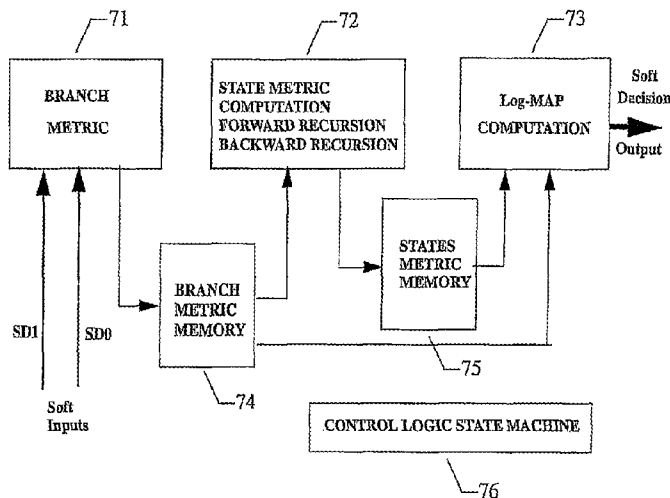 71
72
73
BRANCH
METRIC
STATE METRIC
COMPUTATION
FORWARD RECURSION
BACKWARD RECURSION
Log-MAP
COMPUTATION
Soft
Decision
Output
SD1
SD0
BRANCH
METRIC
MEMORY
STATES
METRIC
MEMORY
Soft
Inputs
74
75
CONTROL LOGIC STATE MACHINE
76